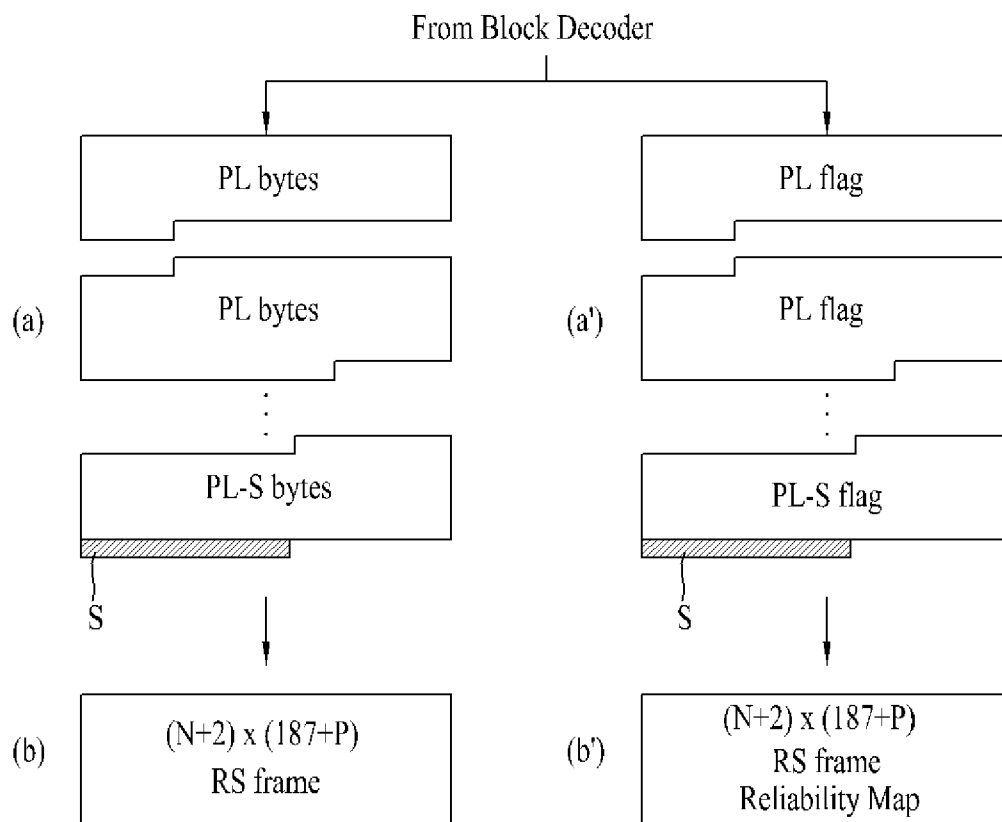 From Block Decoder
PL bytes
PL flag
(a)
PL bytes
(a')
PL flag
PL-S bytes
PL-S flag
S
S
(b)
(N+2) x (187+P)
RS frame
(b')
(N+2) x (187+P)
RS frame
Reliability Map